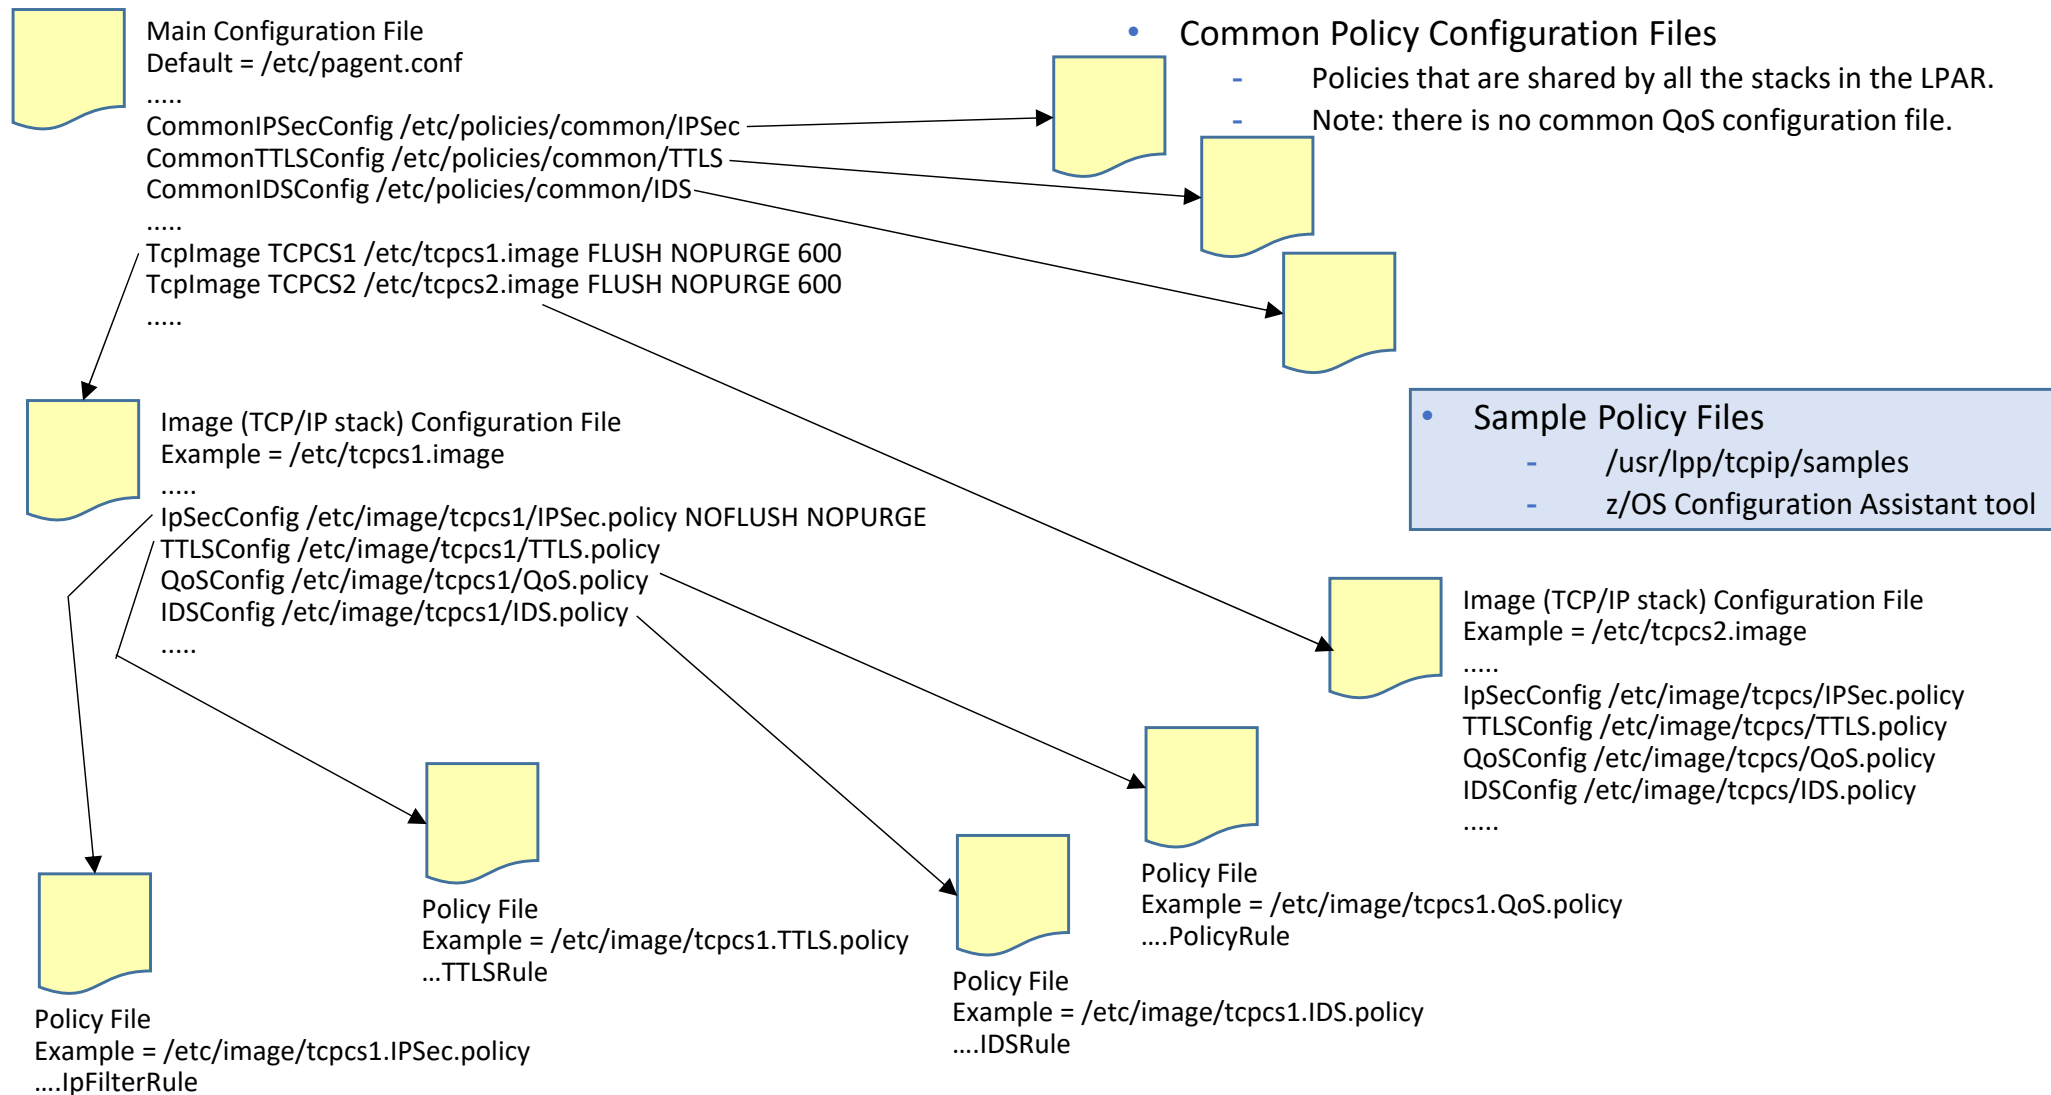 Main Configuration File
Default = /etc/pagent.conf
.....
CommonIPSecConfig /etc/policies/common/IPSec
CommonTTLSConfig /etc/policies/common/TTLS
CommonIDSConfig /etc/policies/common/IDS
.....
TcpImage TCPCS1 /etc/tcpcs1.image FLUSH NOPURGE 600
TcpImage TCPCS2 /etc/tcpcs2.image FLUSH NOPURGE 600
.....
• Common Policy Configuration Files
- Policies that are shared by all the stacks in the LPAR.
- Note: there is no common QoS configuration file.
• Sample Policy Files
- /usr/lpp/tcpip/samples
- z/OS Configuration Assistant tool
Image (TCP/IP stack) Configuration File
Example = /etc/tcpcs1.image
.....
IpSecConfig /etc/image/tcpcs1/IPSec.policy NOFLUSH NOPURGE
TTLSConfig /etc/image/tcpcs1/TTLS.policy
QoSConfig /etc/image/tcpcs1/QoS.policy
IDSConfig /etc/image/tcpcs1/IDS.policy
.....
Image (TCP/IP stack) Configuration File
Example = /etc/tcpcs2.image
.....
IpSecConfig /etc/image/tcpcs/IPSec.policy
TTLSConfig /etc/image/tcpcs/TTLS.policy
QoSConfig /etc/image/tcpcs/QoS.policy
IDSConfig /etc/image/tcpcs/IDS.policy
.....
Policy File
Example = /etc/image/tcpcs1.IPSec.policy
....IpFilterRule
Policy File
Example = /etc/image/tcpcs1.TTLS.policy
...TTLSRule
Policy File
Example = /etc/image/tcpcs1.IDS.policy
....IDSRule
Policy File
Example = /etc/image/tcpcs1.QoS.policy
....PolicyRule